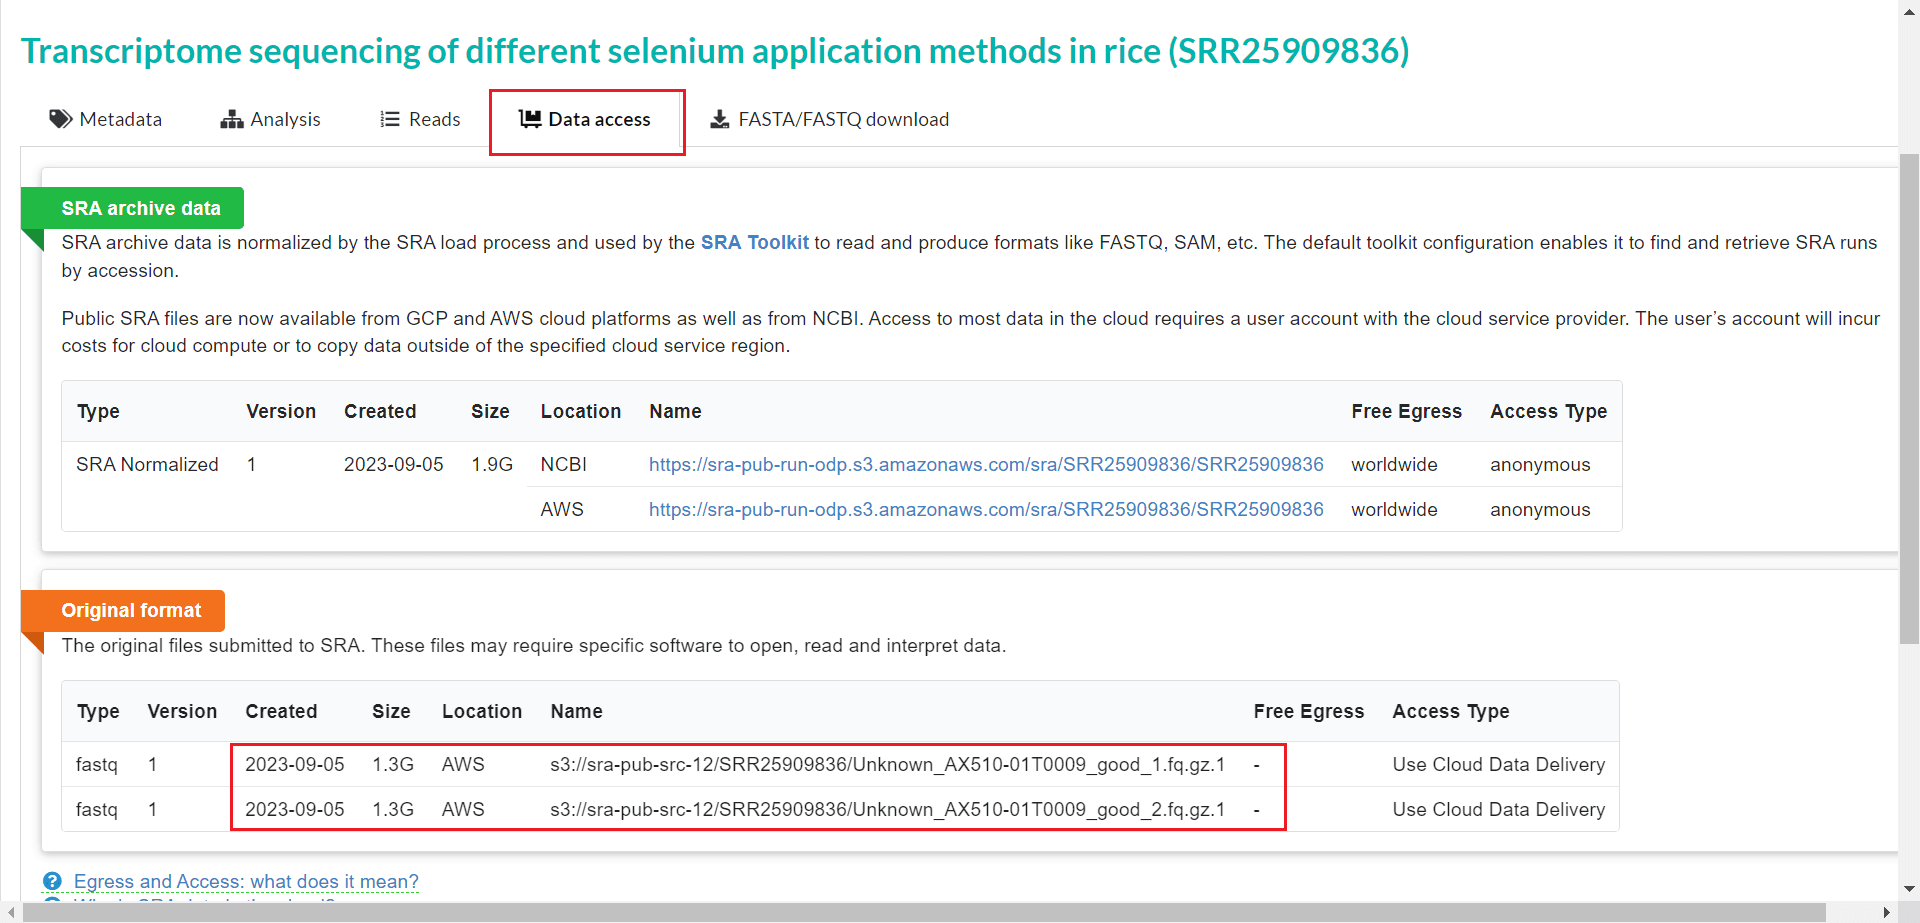 Transcriptome sequencing of different selenium application methods in rice (SRR25909836)
Metadata Analysis Reads Data access FASTA/FASTQ download
SRA archive data
SRA archive data is normalized by the SRA load process and used by the SRA Toolkit to read and produce formats like FASTQ, SAM, etc. The default toolkit configuration enables it to find and retrieve SRA runs
by accession.
Public SRA files are now available from GCP and AWS cloud platforms as well as from NCBI. Access to most data in the cloud requires a user account with the cloud service provider. The user's account will incur
costs for cloud compute or to copy data outside of the specified cloud service region.
Type Version Created Size Location Name Free Egress Access Type
SRA Normalized 1 2023-09-05 1.9G NCBI https://sra-pub-run-odp.s3.amazonaws.com/sra/SRR25909836/SRR25909836 worldwide anonymous
AWS https://sra-pub-run-odp.s3.amazonaws.com/sra/SRR25909836/SRR25909836 worldwide anonymous
Original format
The original files submitted to SRA. These files may require specific software to open, read and interpret data.
Type Version Created Size Location Name Free Egress Access Type
fastq 1 2023-09-05 1.3G AWS s3://sra-pub-src-12/SRR25909836/Unknown_AX510-01T0009_good_1.fq.gz.1 - Use Cloud Data Delivery
fastq 1 2023-09-05 1.3G AWS s3://sra-pub-src-12/SRR25909836/Unknown_AX510-01T0009_good_2.fq.gz.1 - Use Cloud Data Delivery
Egress and Access: what does it mean?